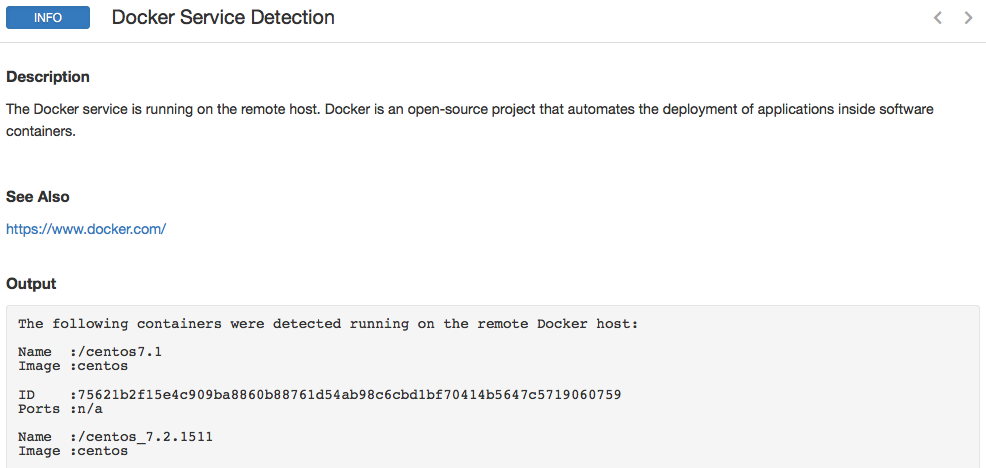 INFO
Docker Service Detection
Description
The Docker service is running on the remote host. Docker is an open-source project that automates the deployment of applications inside software
containers.
See Also
https://www.docker.com/
Output
The following containers were detected running on the remote Docker host:
Name  :/centos7.1
Image :centos
ID    :75621b2f15e4c909ba8860b88761d54ab98c6cbd1bf70414b5647c5719060759
Ports :n/a
Name  :/centos_7.2.1511
Image :centos